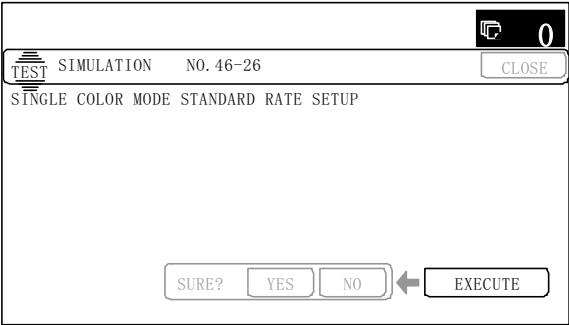 0
TEST SIMULATION NO.46-26 CLOSE
SINGLE COLOR MODE STANDARD RATE SETUP
SURE? YES NO EXECUTE